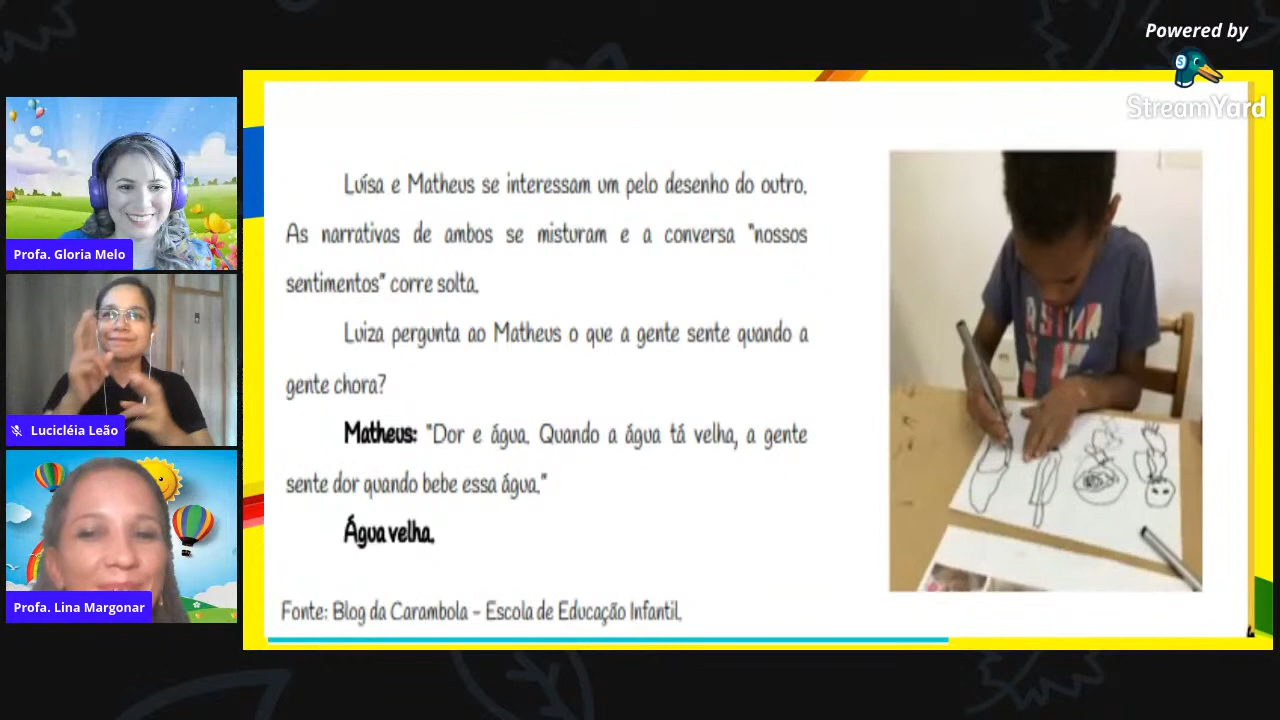 Powered by
StreamYard
Profa. Gloria Melo
Lucicléia Leão
Profa. Lina Margonar
Luísa e Matheus se interessam um pelo desenho do outro.
As narrativas de ambos se misturam e a conversa "nossos
sentimentos" corre solta.
Luiza pergunta ao Matheus o que a gente sente quando a
gente chora?
Matheus: "Dor e água. Quando a água tá velha, a gente
sente dor quando bebe essa água."
Água velha.
Fonte: Blog da Carambola - Escola de Educação Infantil.